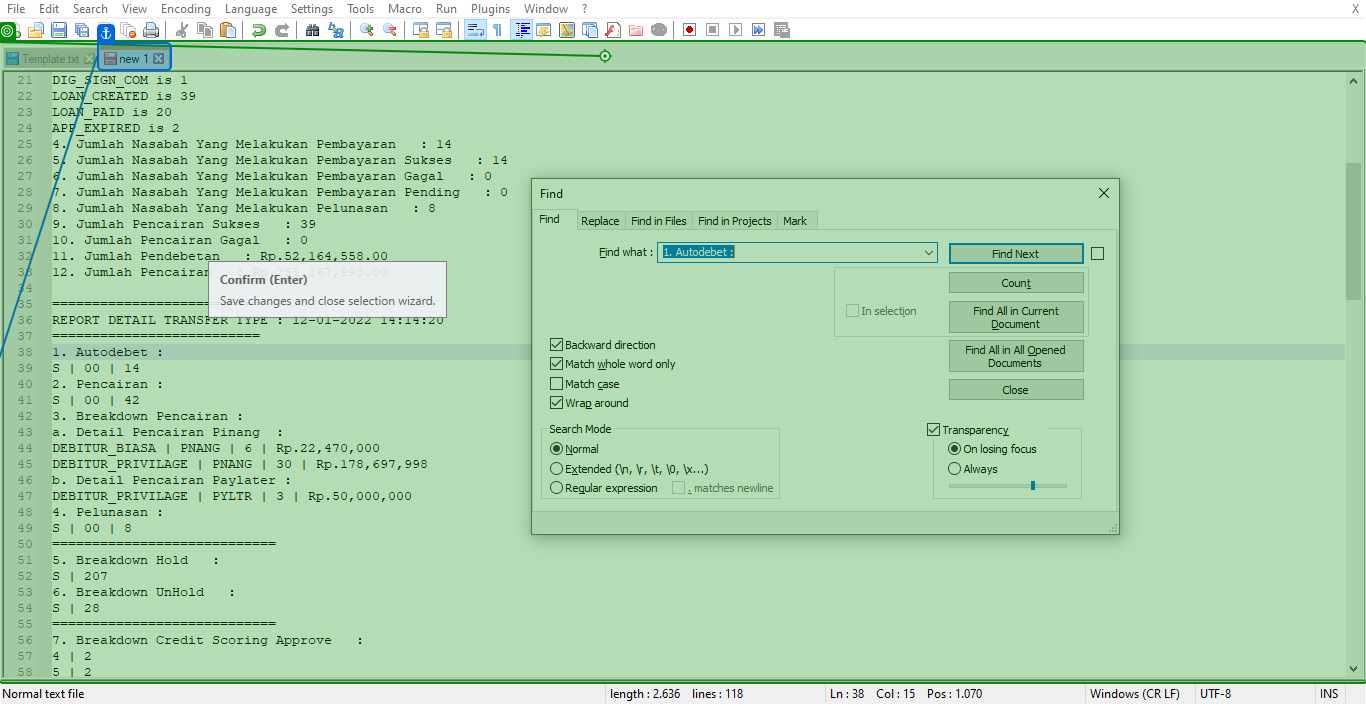 File Edit Search View Encoding Language Settings Tools Macro Run Plugins Window ? X
Template.txt new 1
21 DIG_SIGN_COM is 1
22 LOAN_CREATED is 39
23 LOAN_PAID is 20
24 APP_EXPIRED is 2
25 4. Jumlah Nasabah Yang Melakukan Pembayaran : 14
26 5. Jumlah Nasabah Yang Melakukan Pembayaran Sukses : 14
27 6. Jumlah Nasabah Yang Melakukan Pembayaran Gagal : 0
28 7. Jumlah Nasabah Yang Melakukan Pembayaran Pending : 0
29 8. Jumlah Nasabah Yang Melakukan Pelunasan : 8
30 9. Jumlah Pencairan Sukses : 39
31 10. Jumlah Pencairan Gagal : 0
32 11. Jumlah Pendebetan : Rp.52,164,558.00
33 12. Jumlah Pencairan : Rp.251,167,998.00
34
35 ==========================
36 REPORT DETAIL TRANSFER TYPE : 12-01-2022 14:14:20
37 ==========================
38 1. Autodebet :
39 S | 00 | 14
40 2. Pencairan :
41 S | 00 | 42
42 3. Breakdown Pencairan :
43 a. Detail Pencairan Pinang :
44 DEBITUR_BIASA | PNANG | 6 | Rp.22,470,000
45 DEBITUR_PRIVILAGE | PNANG | 30 | Rp.178,697,998
46 b. Detail Pencairan Paylater :
47 DEBITUR_PRIVILAGE | PYLTR | 3 | Rp.50,000,000
48 4. Pelunasan :
49 S | 00 | 8
50 ============================
51 5. Breakdown Hold :
52 S | 207
53 6. Breakdown UnHold :
54 S | 28
55 ============================
56 7. Breakdown Credit Scoring Approve :
57 4 | 2
58 5 | 2
Confirm (Enter)
Save changes and close selection wizard.
Find
Find Replace Find in Files Find in Projects Mark
Find what : 1. Autodebet : Find Next
Count
In selection
Find All in Current
Document
Find All in All Opened
Documents
Close
Backward direction
Match whole word only
Match case
Wrap around
Search Mode
Normal
Extended (\n, \r, \t, \0, \x...)
Regular expression . matches newline
Transparency
On losing focus
Always
Normal text file length : 2.636 lines : 118 Ln : 38 Col : 15 Pos : 1.070 Windows (CR LF) UTF-8 INS